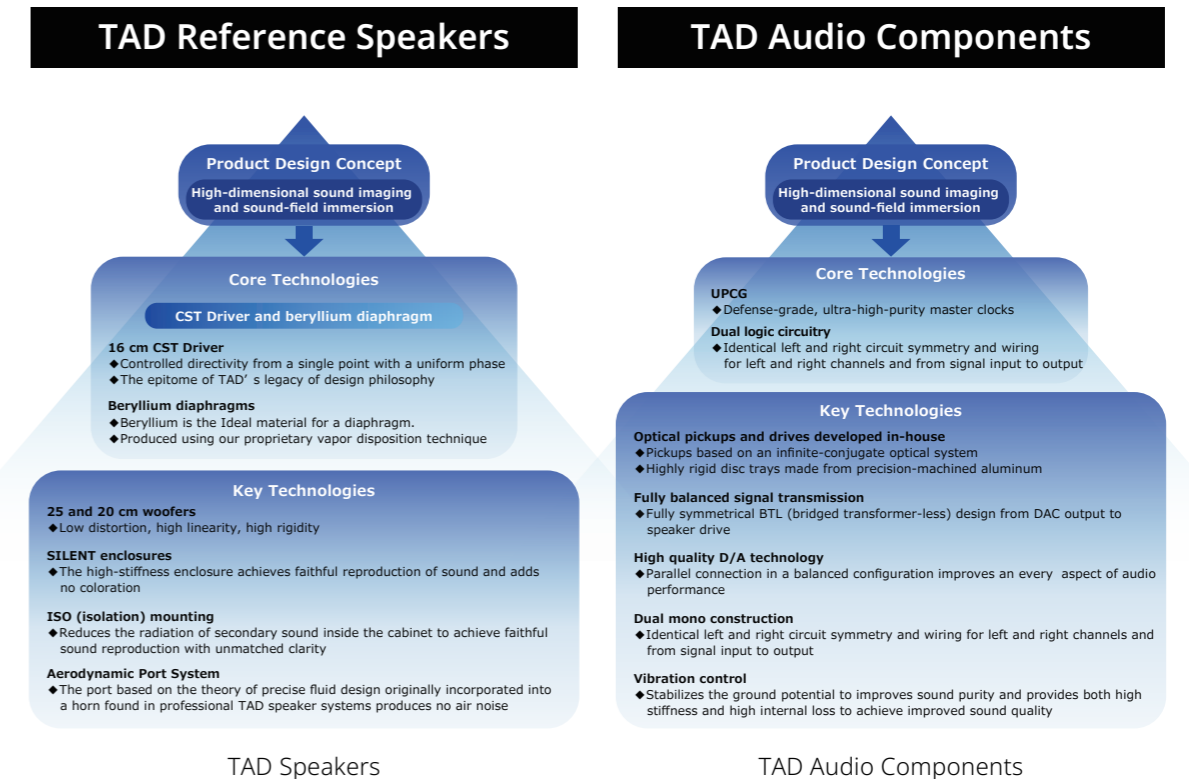 TAD Reference Speakers
Product Design Concept
High-dimensional sound imaging
and sound-field immersion
Core Technologies
CST Driver and beryllium diaphragm
16 cm CST Driver
◆Controlled directivity from a single point with a uniform phase
◆The epitome of TAD’ s legacy of design philosophy
Beryllium diaphragms
◆Beryllium is the Ideal material for a diaphragm.
◆Produced using our proprietary vapor disposition technique
Key Technologies
25 and 20 cm woofers
◆Low distortion, high linearity, high rigidity
SILENT enclosures
◆The high-stiffness enclosure achieves faithful reproduction of sound and adds
no coloration
ISO (isolation) mounting
◆Reduces the radiation of secondary sound inside the cabinet to achieve faithful
sound reproduction with unmatched clarity
Aerodynamic Port System
◆The port based on the theory of precise fluid design originally incorporated into
a horn found in professional TAD speaker systems produces no air noise
TAD Speakers
TAD Audio Components
Product Design Concept
High-dimensional sound imaging
and sound-field immersion
Core Technologies
UPCG
◆Defense-grade, ultra-high-purity master clocks
Dual logic circuitry
◆Identical left and right circuit symmetry and wiring
for left and right channels and from signal input to output
Key Technologies
Optical pickups and drives developed in-house
◆Pickups based on an infinite-conjugate optical system
◆Highly rigid disc trays made from precision-machined aluminum
Fully balanced signal transmission
◆Fully symmetrical BTL (bridged transformer-less) design from DAC output to
speaker drive
High quality D/A technology
◆Parallel connection in a balanced configuration improves an every aspect of audio
performance
Dual mono construction
◆Identical left and right circuit symmetry and wiring for left and right channels and
from signal input to output
Vibration control
◆Stabilizes the ground potential to improves sound purity and provides both high
stiffness and high internal loss to achieve improved sound quality
TAD Audio Components